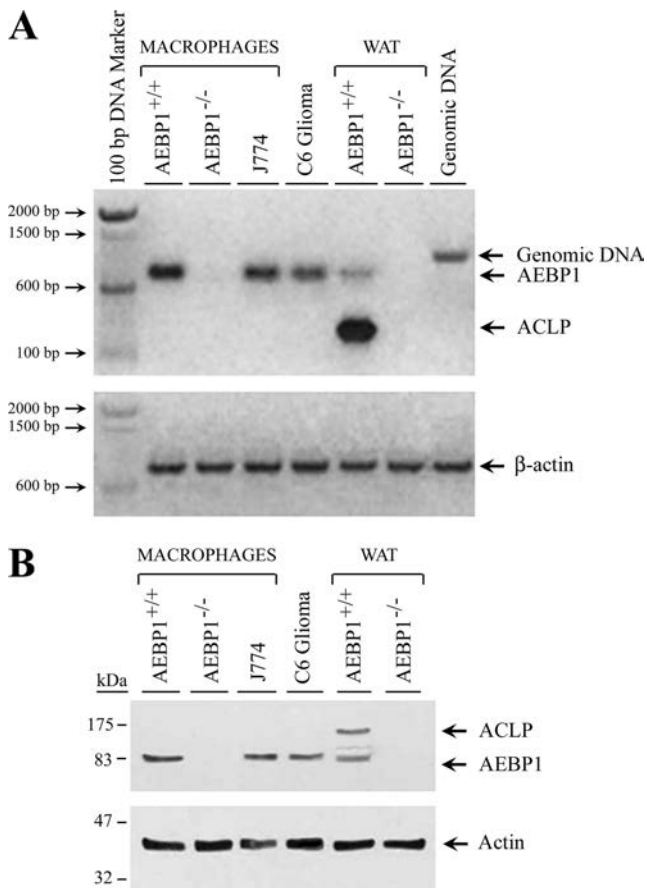 A
MACROPHAGES
WAT
100 bp DNA Marker
AEBP1+/+
AEBP1-/-
J774
C6 Glioma
AEBP1+/+
AEBP1-/-
Genomic DNA
2000 bp
1500 bp
600 bp
100 bp
Genomic DNA
AEBP1
ACLP
2000 bp
1500 bp
600 bp
β-actin
B
MACROPHAGES
WAT
AEBP1+/+
AEBP1-/-
J774
C6 Glioma
AEBP1+/+
AEBP1-/-
kDa
175
83
ACLP
AEBP1
47
32
Actin